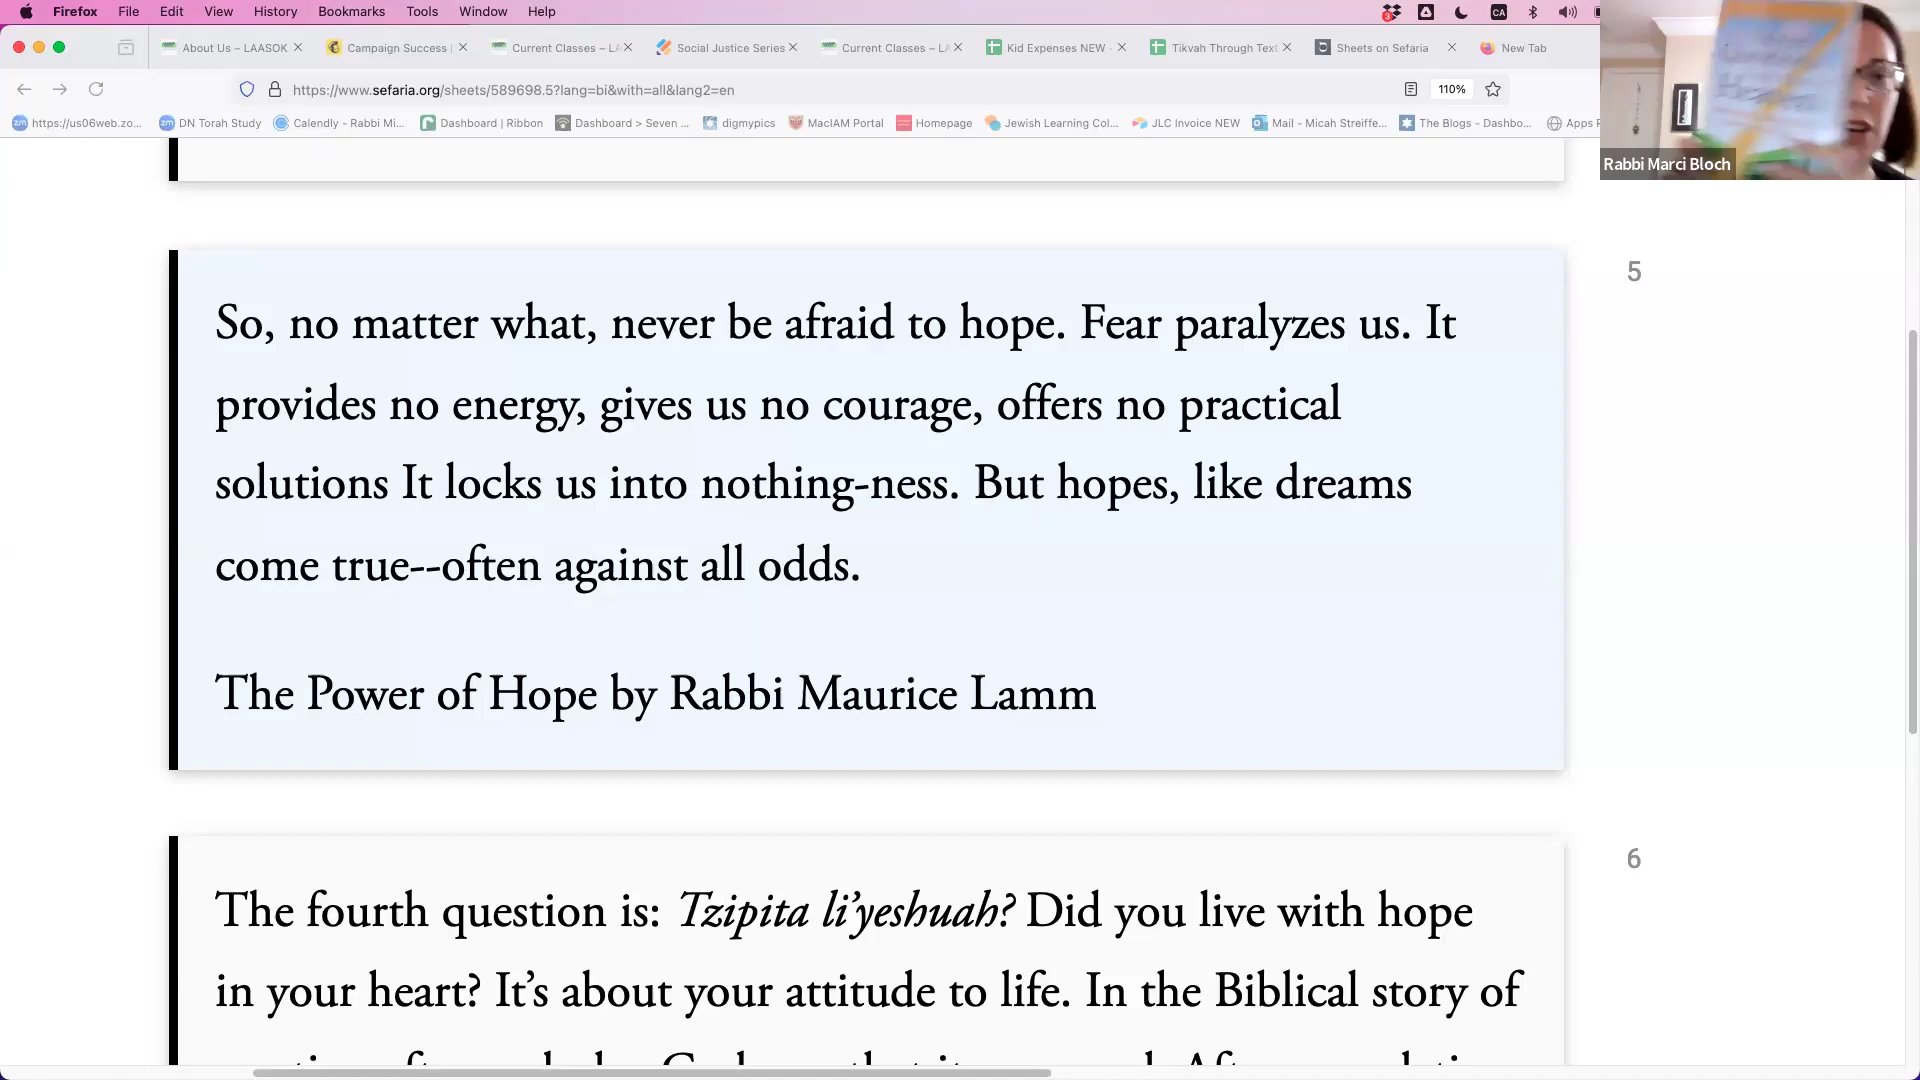 Firefox File Edit View History Bookmarks Tools Window Help
About Us – LAASOK
Campaign Success |
Current Classes – LA
Social Justice Series
Current Classes – LA
Kid Expenses NEW -
Tikvah Through Text
Sheets on Sefaria
New Tab
https://www.sefaria.org/sheets/589698.5?lang=bi&with=all&lang2=en
110%
https://us06web.zo...
DN Torah Study
Calendly - Rabbi Mi...
Dashboard | Ribbon
Dashboard > Seven ...
digmypics
MacIAM Portal
Homepage
Jewish Learning Col...
JLC Invoice NEW
Mail - Micah Streiffe...
The Blogs - Dashbo...
Apps
Rabbi Marci Bloch
5
So, no matter what, never be afraid to hope. Fear paralyzes us. It
provides no energy, gives us no courage, offers no practical
solutions It locks us into nothing-ness. But hopes, like dreams
come true--often against all odds.
The Power of Hope by Rabbi Maurice Lamm
6
The fourth question is: Tzipita li’yeshuah? Did you live with hope
in your heart? It’s about your attitude to life. In the Biblical story of